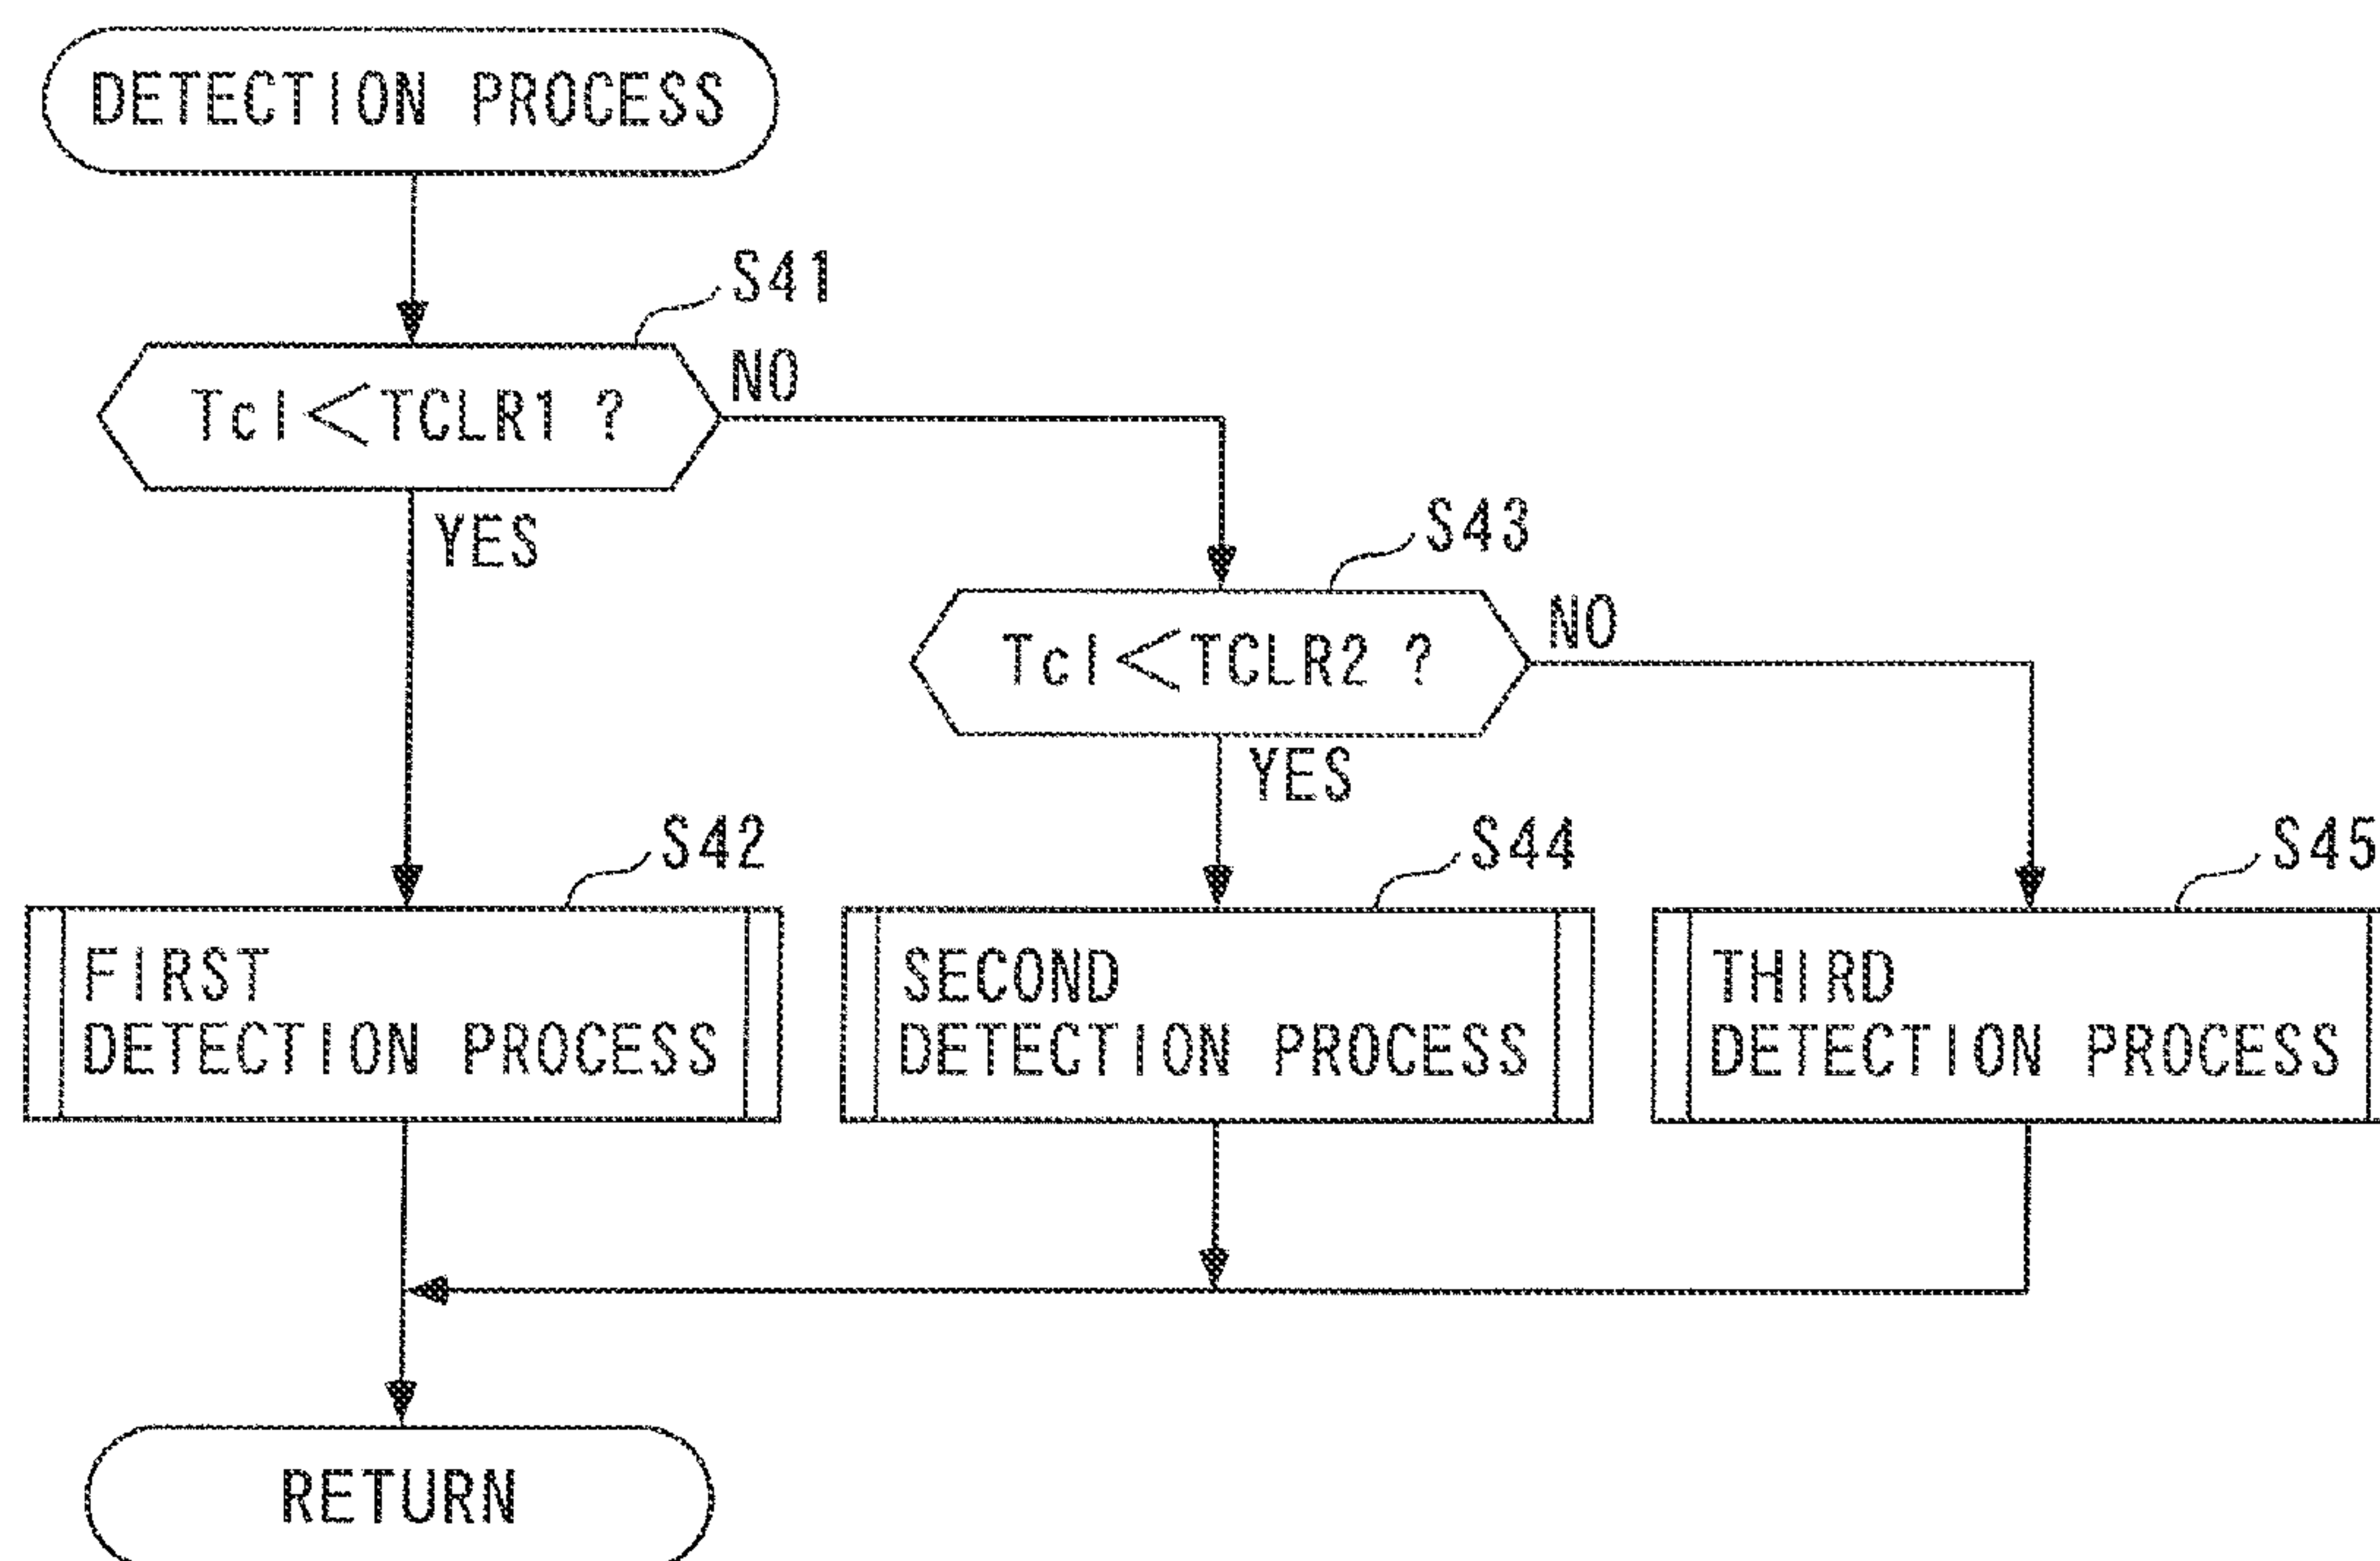 DETECTION PROCESS
S41
Tcl<TCLR1 ?
NO
YES
S43
Tcl<TCLR2 ?
NO
YES
S42
FIRST
DETECTION PROCESS
S44
SECOND
DETECTION PROCESS
S45
THIRD
DETECTION PROCESS
RETURN